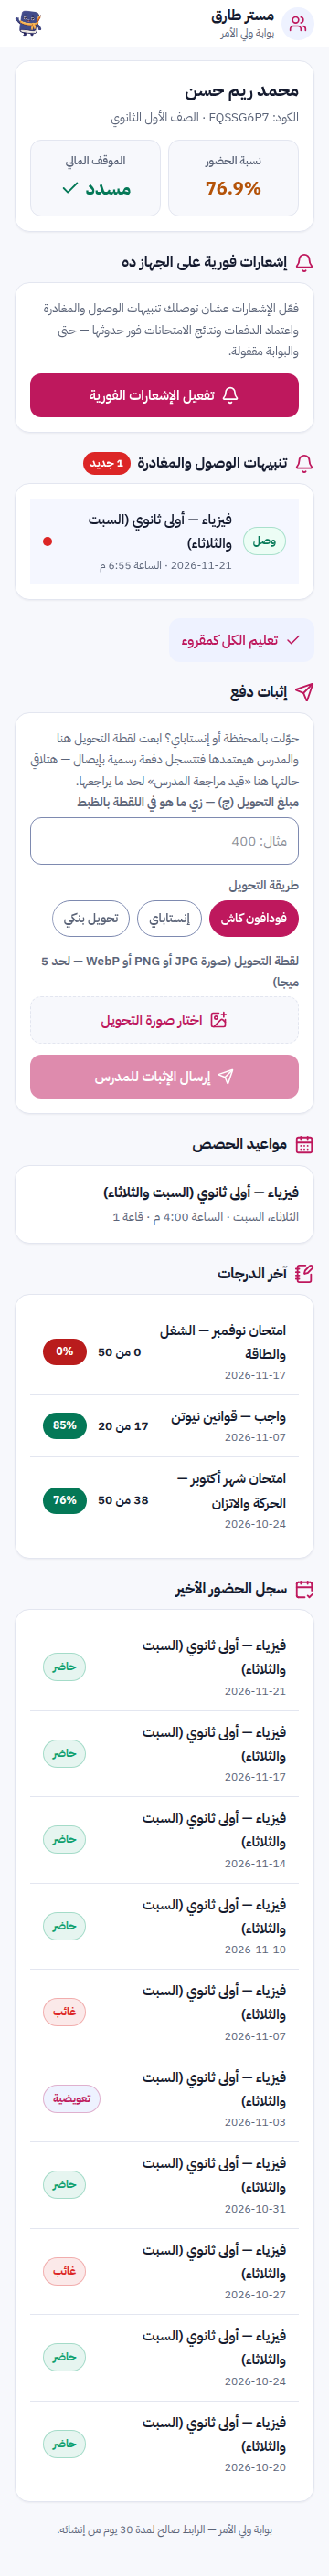 مستر طارق
بوابة ولي الأمر
محمد ريم حسن
الكود: FQSSG6P7 · الصف الأول الثانوي
نسبة الحضور
76.9%
الموقف المالي
مسدد
إشعارات فورية على الجهاز ده
فعّل الإشعارات عشان توصلك تنبيهات الوصول والمغادرة
واعتماد الدفعات ونتائج الامتحانات فور حدوثها — حتى
والبوابة مقفولة.
تفعيل الإشعارات الفورية
تنبيهات الوصول والمغادرة
1 جديد
وصل
فيزياء — أولى ثانوي (السبت
والثلاثاء)
2026-11-21 · الساعة 6:55 م
تعليم الكل كمقروء
إثبات دفع
حوّلت بالمحفظة أو إنستاباي؟ ابعت لقطة التحويل هنا
والمدرس هيعتمدها فتتسجل دفعة رسمية بإيصال — هتلاقي
حالتها هنا «قيد مراجعة المدرس» لحد ما يراجعها.
مبلغ التحويل (ج) — زي ما هو في اللقطة بالظبط
مثال: 400
طريقة التحويل
فودافون كاش
إنستاباي
تحويل بنكي
لقطة التحويل (صورة JPG أو PNG أو WebP — لحد 5
ميجا)
اختار صورة التحويل
إرسال الإثبات للمدرس
مواعيد الحصص
فيزياء — أولى ثانوي (السبت والثلاثاء)
الثلاثاء، السبت · الساعة 4:00 م · قاعة 1
آخر الدرجات
امتحان نوفمبر — الشغل
والطاقة
2026-11-17
0 من 50
0%
واجب — قوانين نيوتن
2026-11-07
17 من 20
85%
امتحان شهر أكتوبر —
الحركة والاتزان
2026-10-24
38 من 50
76%
سجل الحضور الأخير
فيزياء — أولى ثانوي (السبت
والثلاثاء)
2026-11-21
حاضر
فيزياء — أولى ثانوي (السبت
والثلاثاء)
2026-11-17
حاضر
فيزياء — أولى ثانوي (السبت
والثلاثاء)
2026-11-14
حاضر
فيزياء — أولى ثانوي (السبت
والثلاثاء)
2026-11-10
حاضر
فيزياء — أولى ثانوي (السبت
والثلاثاء)
2026-11-07
غائب
فيزياء — أولى ثانوي (السبت
والثلاثاء)
2026-11-03
تعويضية
فيزياء — أولى ثانوي (السبت
والثلاثاء)
2026-10-31
حاضر
فيزياء — أولى ثانوي (السبت
والثلاثاء)
2026-10-27
غائب
فيزياء — أولى ثانوي (السبت
والثلاثاء)
2026-10-24
حاضر
فيزياء — أولى ثانوي (السبت
والثلاثاء)
2026-10-20
حاضر
بوابة ولي الأمر — الرابط صالح لمدة 30 يوم من إنشائه.